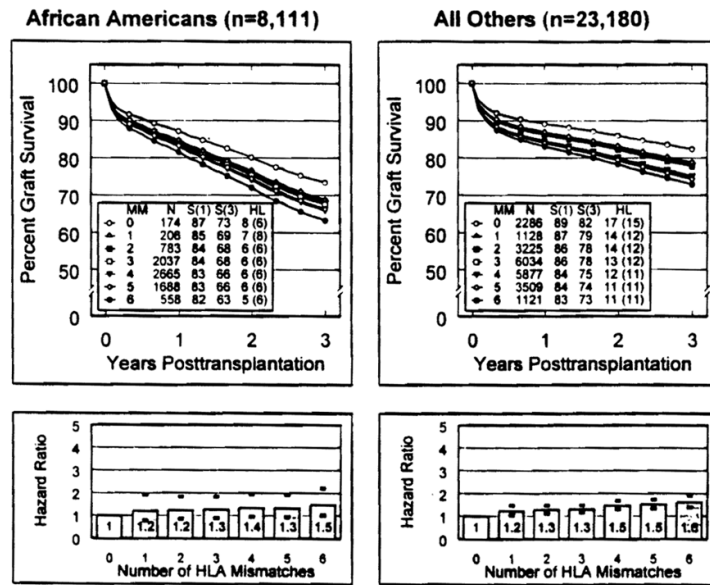 African Americans (n=8,111)
All Others (n=23,180)
Percent Graft Survival
100
90
80
70
60
50
0
MM N S(1) S(3) HL
0 174 87 73 8 (6)
1 206 85 69 7 (8)
2 783 84 68 6 (6)
3 2037 84 68 6 (6)
4 2665 83 66 6 (6)
5 1688 83 66 6 (6)
6 558 82 63 5 (6)
0 1 2 3
Years Posttransplantation
Percent Graft Survival
100
90
80
70
60
50
0
MM N S(1) S(3) HL
0 2286 89 82 17 (15)
1 1128 87 79 14 (12)
2 3225 86 78 14 (12)
3 6034 86 78 13 (12)
4 5877 84 75 12 (11)
5 3509 84 74 11 (11)
6 1121 83 73 11 (11)
0 1 2 3
Years Posttransplantation
Hazard Ratio
5
4
3
2
1
0
1 1.2 1.2 1.3 1.4 1.3 1.5
0 1 2 3 4 5 6
Number of HLA Mismatches
Hazard Ratio
5
4
3
2
1
0
1 1.2 1.3 1.3 1.5 1.5 1.6
0 1 2 3 4 5 6
Number of HLA Mismatches